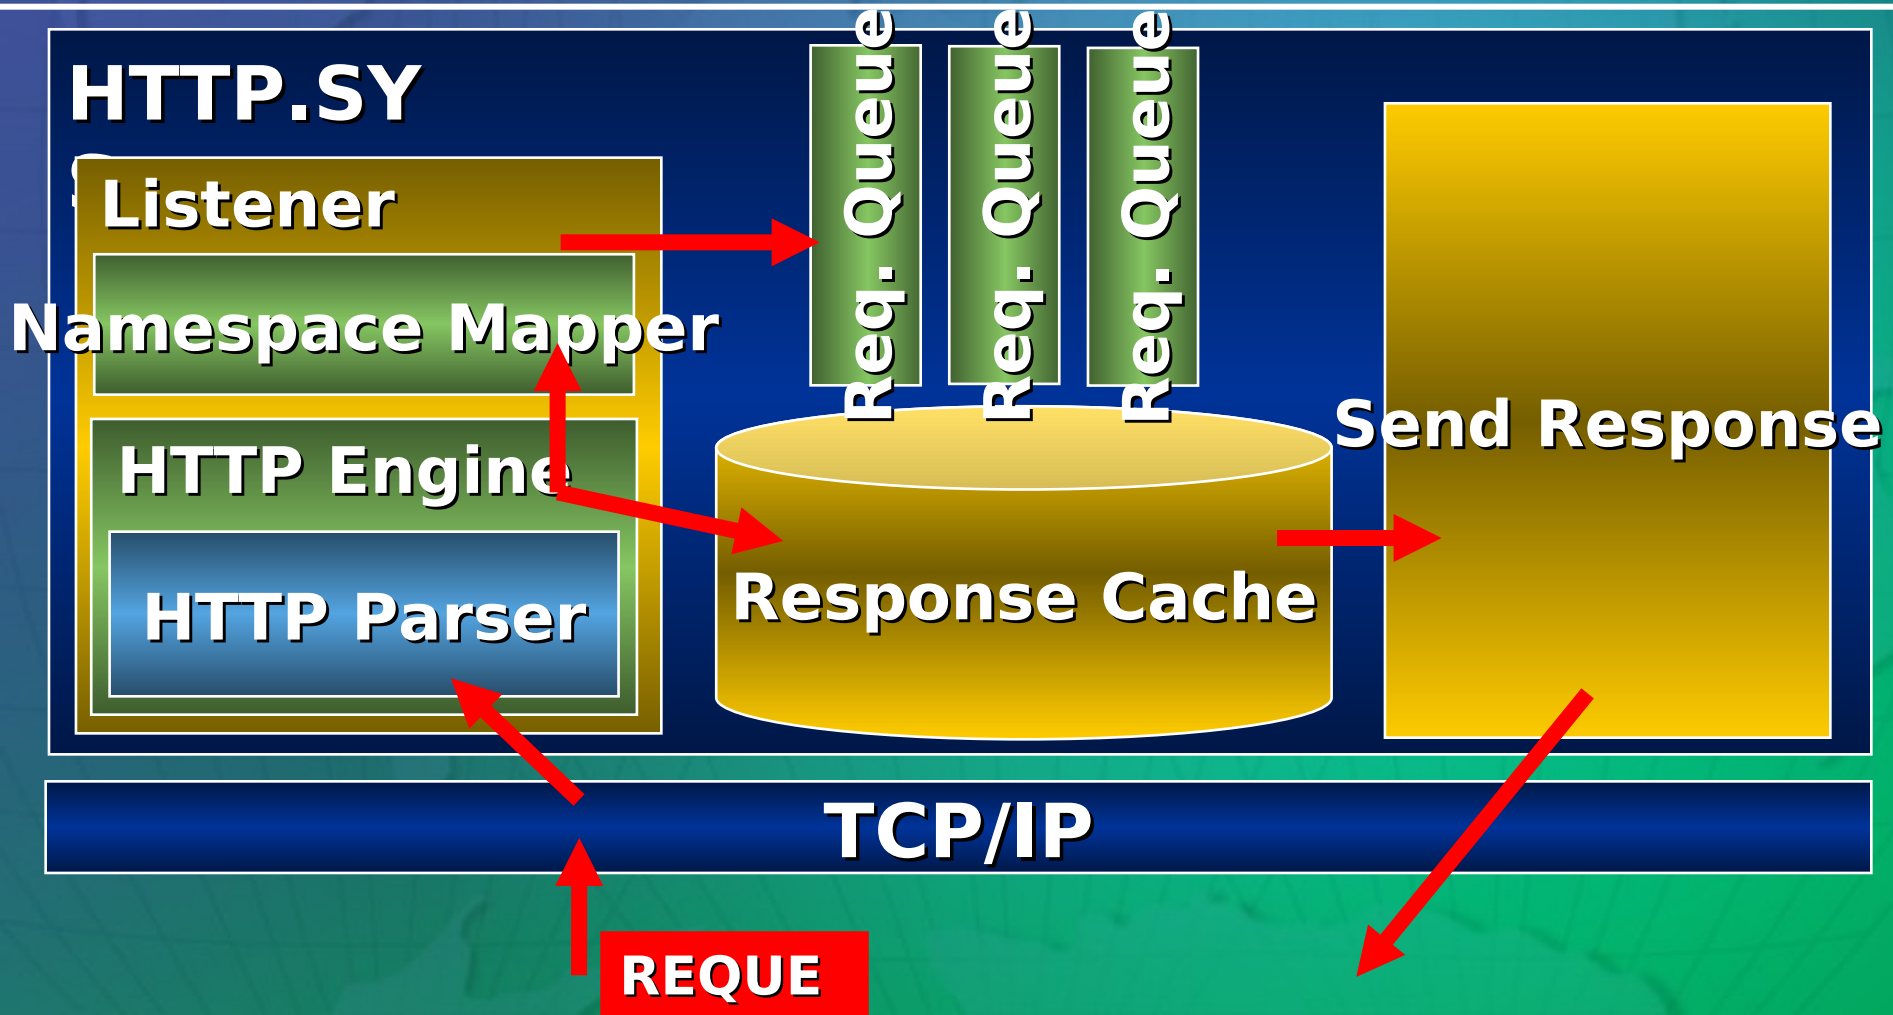 HTTP.SY
Listener
Namespace Mapper
HTTP Engine
HTTP Parser
Req. Queue
Req. Queue
Req. Queue
Response Cache
Send Response
TCP/IP
REQUE